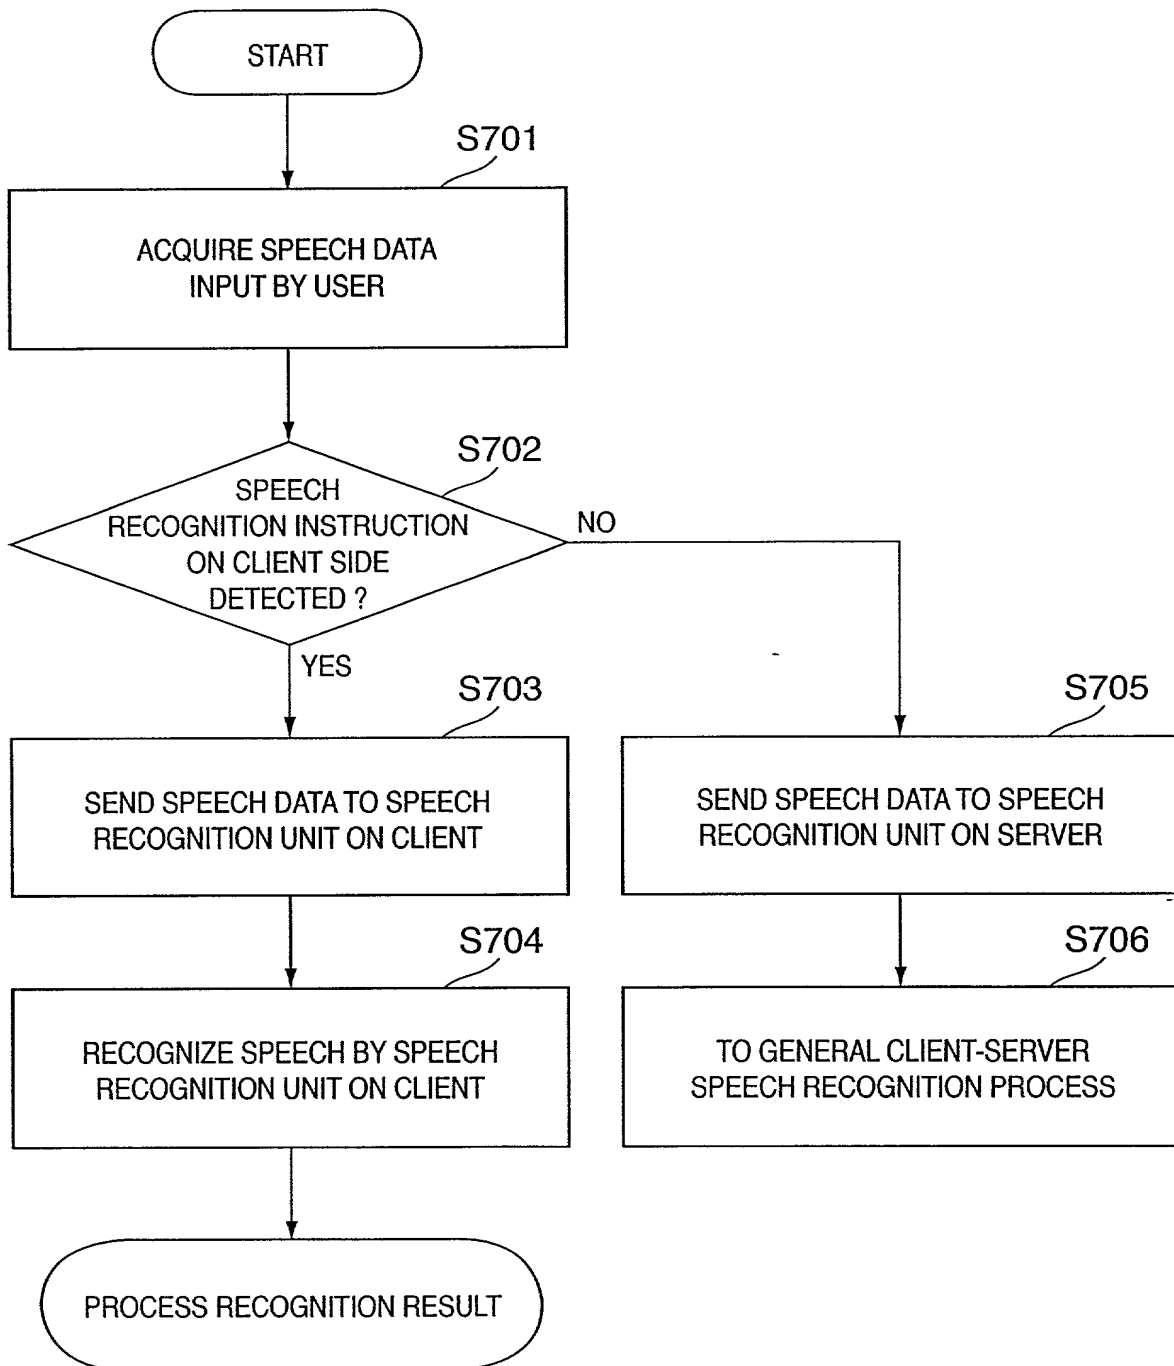 START
S701
ACQUIRE SPEECH DATA
INPUT BY USER
S702
SPEECH
RECOGNITION INSTRUCTION
ON CLIENT SIDE
DETECTED ?
NO
YES
S703
SEND SPEECH DATA TO SPEECH
RECOGNITION UNIT ON CLIENT
S705
SEND SPEECH DATA TO SPEECH
RECOGNITION UNIT ON SERVER
S704
RECOGNIZE SPEECH BY SPEECH
RECOGNITION UNIT ON CLIENT
S706
TO GENERAL CLIENT-SERVER
SPEECH RECOGNITION PROCESS
PROCESS RECOGNITION RESULT